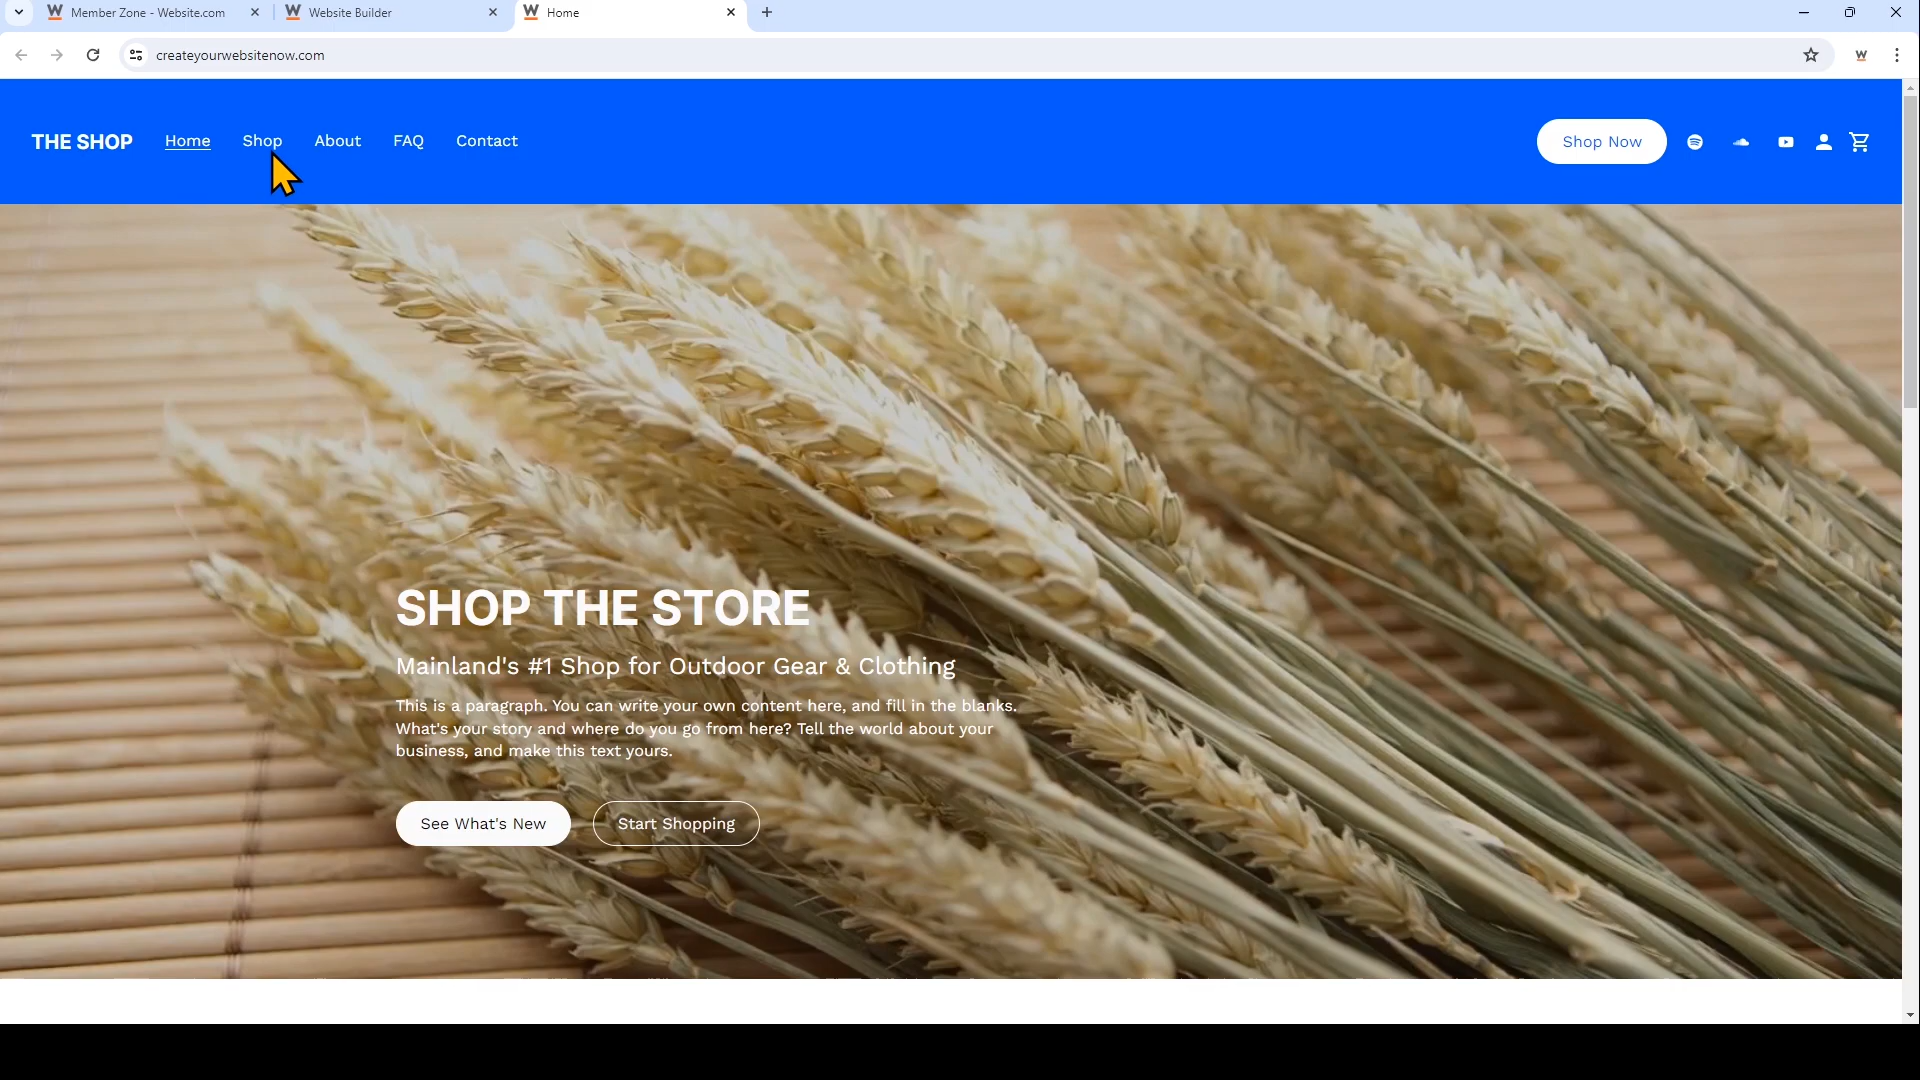 Member Zone - Website.com
Website Builder
Home
createyourwebsitenow.com
THE SHOP
Home
Shop
About
FAQ
Contact
Shop Now
SHOP THE STORE
Mainland's #1 Shop for Outdoor Gear & Clothing
This is a paragraph. You can write your own content here, and fill in the blanks.
What's your story and where do you go from here? Tell the world about your
business, and make this text yours.
See What's New
Start Shopping